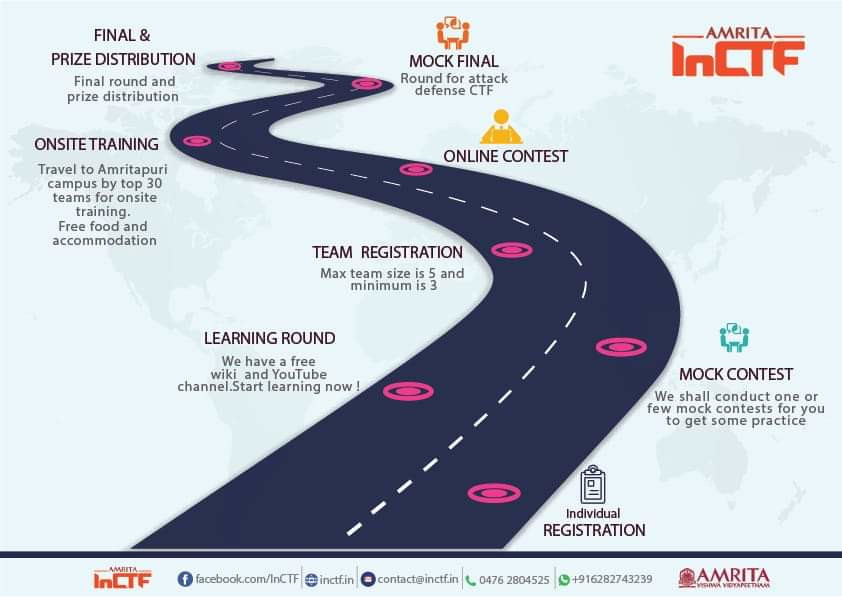 FINAL &
PRIZE DISTRIBUTION
Final round and
prize distribution
MOCK FINAL
Round for attack
defense CTF
AMRITA
InCTF
ONSITE TRAINING
Travel to Amritapuri
campus by top 30
teams for onsite
training.
Free food and
accommodation
ONLINE CONTEST
TEAM REGISTRATION
Max team size is 5 and
minimum is 3
LEARNING ROUND
We have a free
wiki and YouTube
channel.Start learning now !
MOCK CONTEST
We shall conduct one or
few mock contests for you
to get some practice
Individual
REGISTRATION
AMRITA
InCTF
facebook.com/InCTF
inctf.in
contact@inctf.in
0476 2804525
+916282743239
AMRITA
VISHWA VIDYAPEETHAM